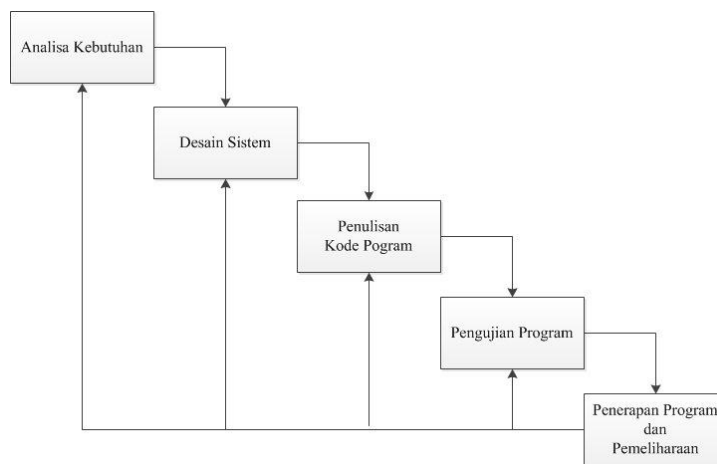 Analisa Kebutuhan
Desain Sistem
Penulisan
Kode Pogram
Pengujian Program
Penerapan Program
dan
Pemeliharaan